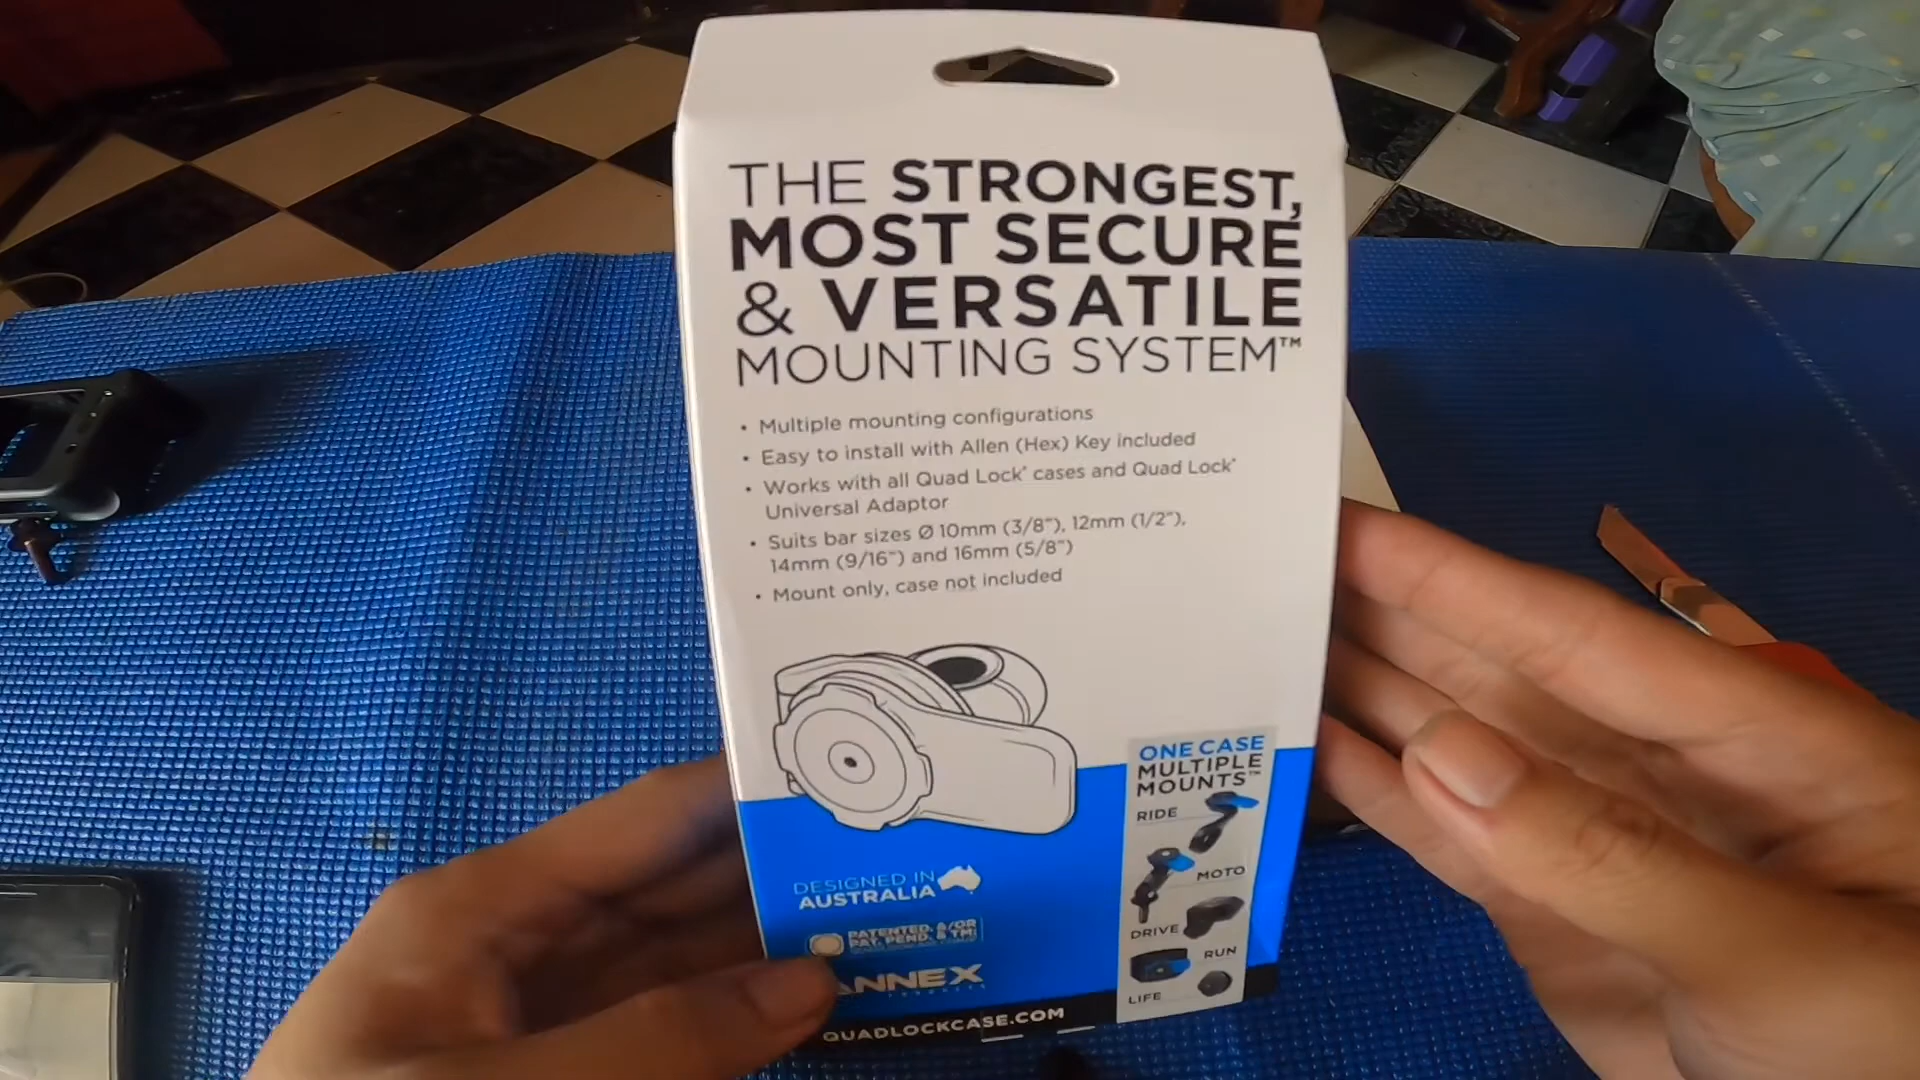 THE STRONGEST,
MOST SECURE
& VERSATILE
MOUNTING SYSTEM™
• Multiple mounting configurations
• Easy to install with Allen (Hex) Key included
• Works with all Quad Lock® cases and Quad Lock®
Universal Adaptor
• Suits bar sizes Ø 10mm (3/8"), 12mm (1/2"),
14mm (9/16") and 16mm (5/8")
• Mount only, case not included
ONE CASE
MULTIPLE
MOUNTS™
RIDE
MOTO
DRIVE
RUN
LIFE
DESIGNED IN
AUSTRALIA
PATENTED &/OR
PAT. PEND. & TM:
ANNEX
QUADLOCKCASE.COM